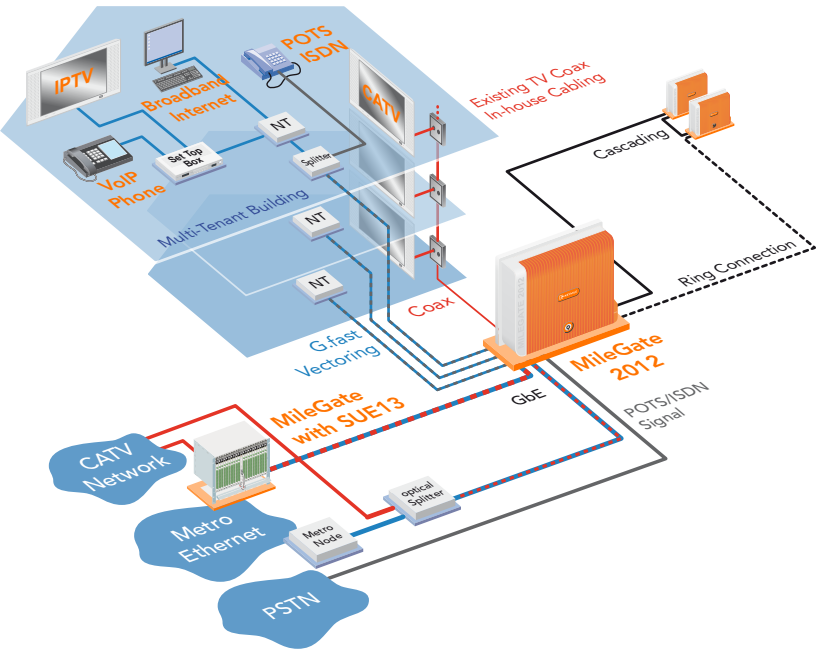 POTS
ISDN
IPTV
Broadband
Internet
CATV
Existing TV Coax
In-house Cabling
NT
Set Top
Box
Splitter
VoIP
Phone
Cascading
Multi-Tenant Building
NT
NT
Ring Connection
Coax
G.fast
Vectoring
MileGate
2012
GbE
POTS/ISDN
Signal
MileGate
with SUE13
CATV
Network
optical
Splitter
Metro
Ethernet
Metro
Node
PSTN